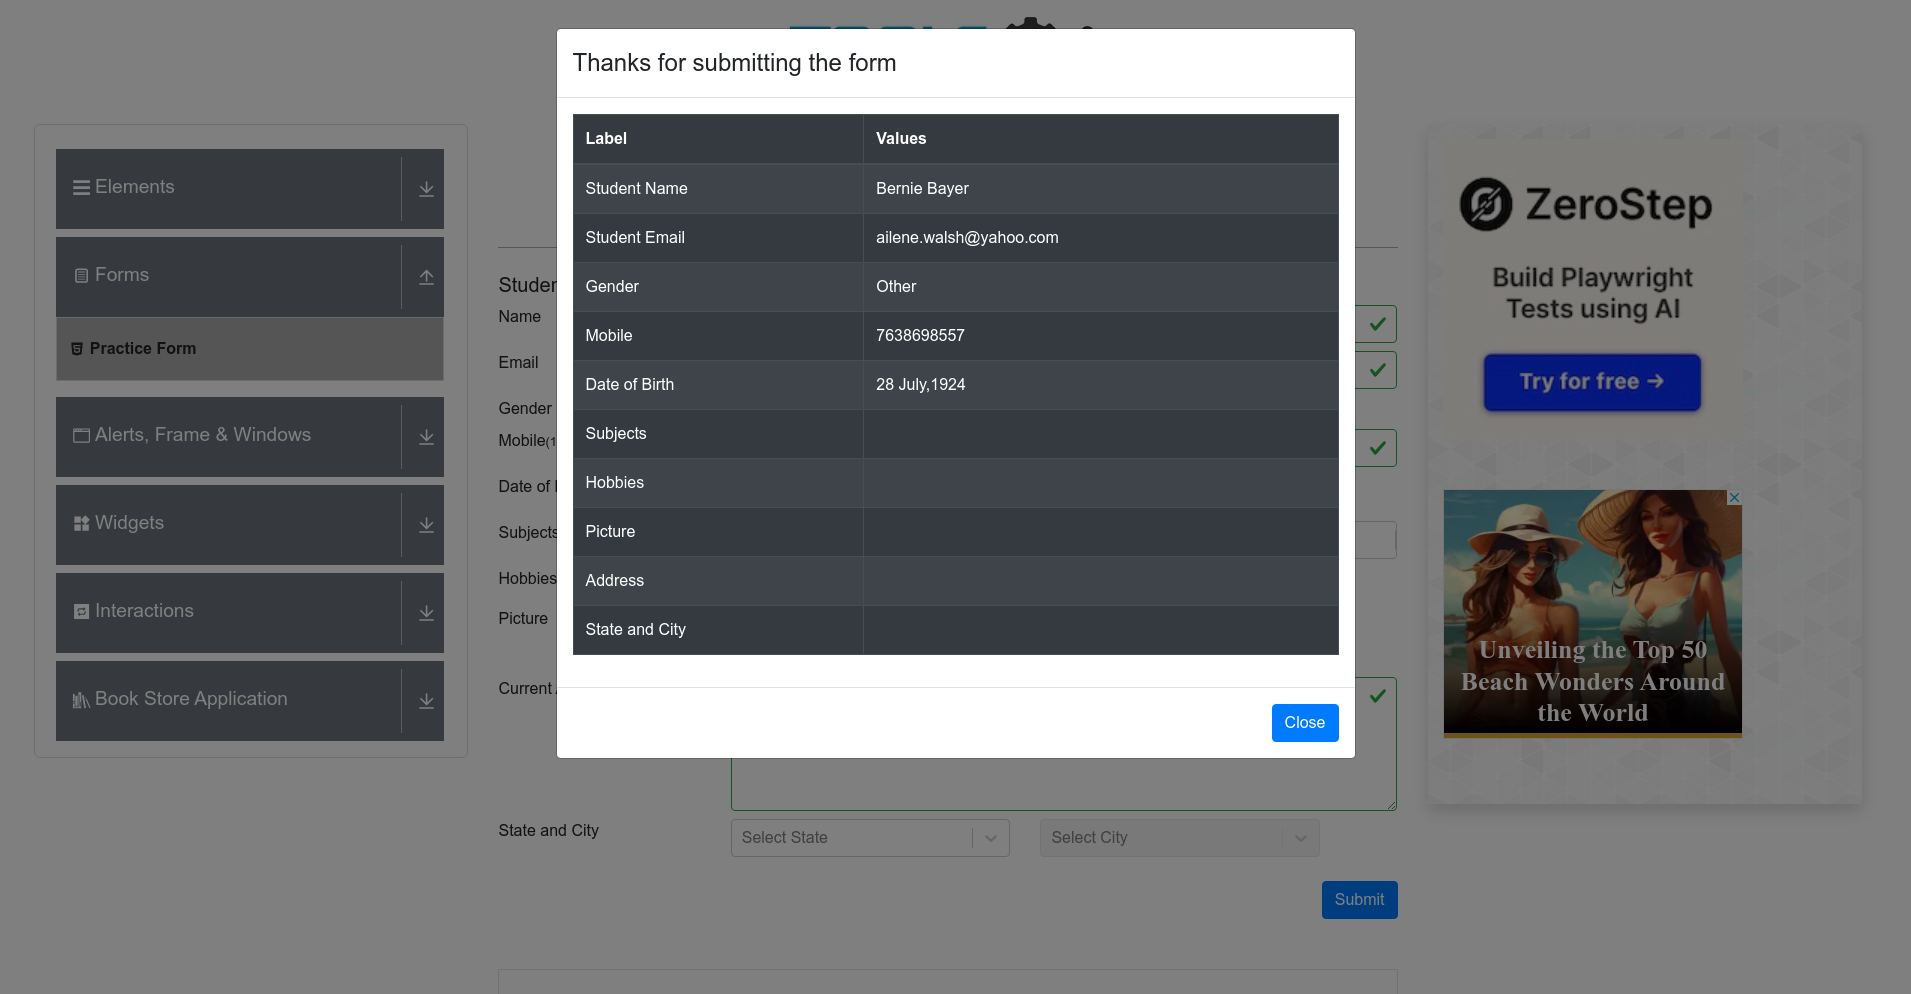 Thanks for submitting the form
Label Values
Student Name Bernie Bayer
Student Email ailene.walsh@yahoo.com
Gender Other
Mobile 7638698557
Date of Birth 28 July,1924
Subjects
Hobbies
Picture
Address
State and City
Close
Elements
Forms
Practice Form
Alerts, Frame & Windows
Widgets
Interactions
Book Store Application
Name
Email
Gender
Mobile(1
Date of
Subjects
Hobbies
Picture
Current
State and City Select State Select City
Submit
ZeroStep
Build Playwright
Tests using AI
Try for free →
Unveiling the Top 50
Beach Wonders Around
the World